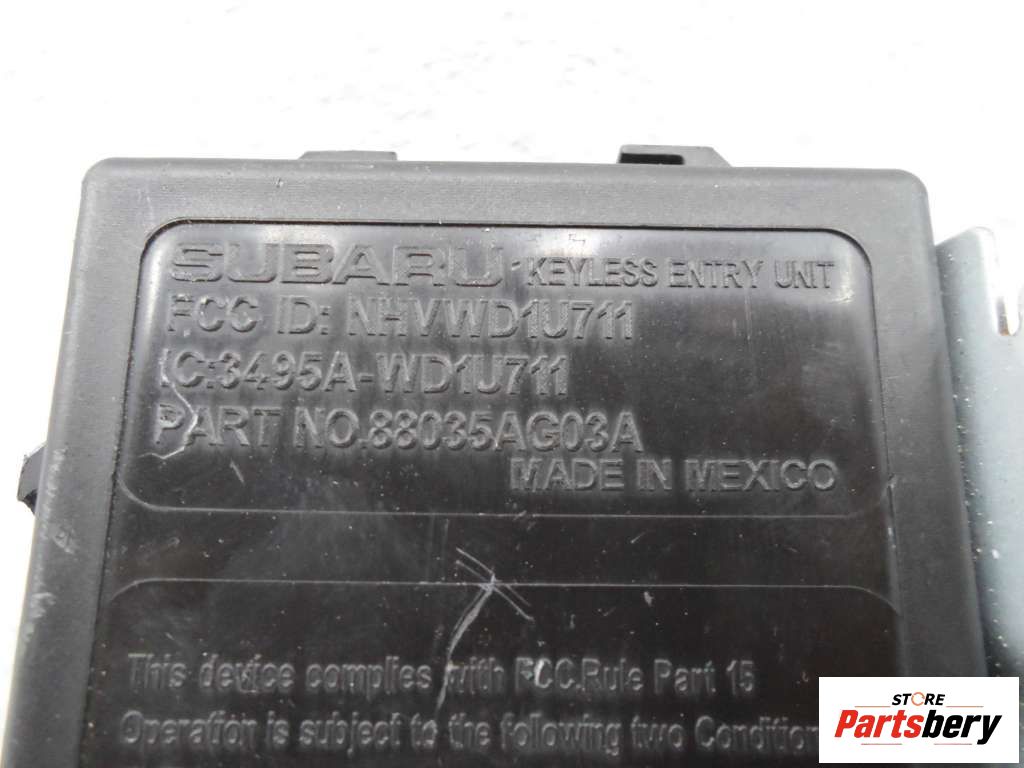 SUBARU KEYLESS ENTRY UNIT
FCC ID: NHVWD1U711
IC:3495A-WD1U711
PART NO.88035AG03A
MADE IN MEXICO
This device complies with FCC Rule Part 15
Operation is subject to the following two Condition
STORE
Partsbery